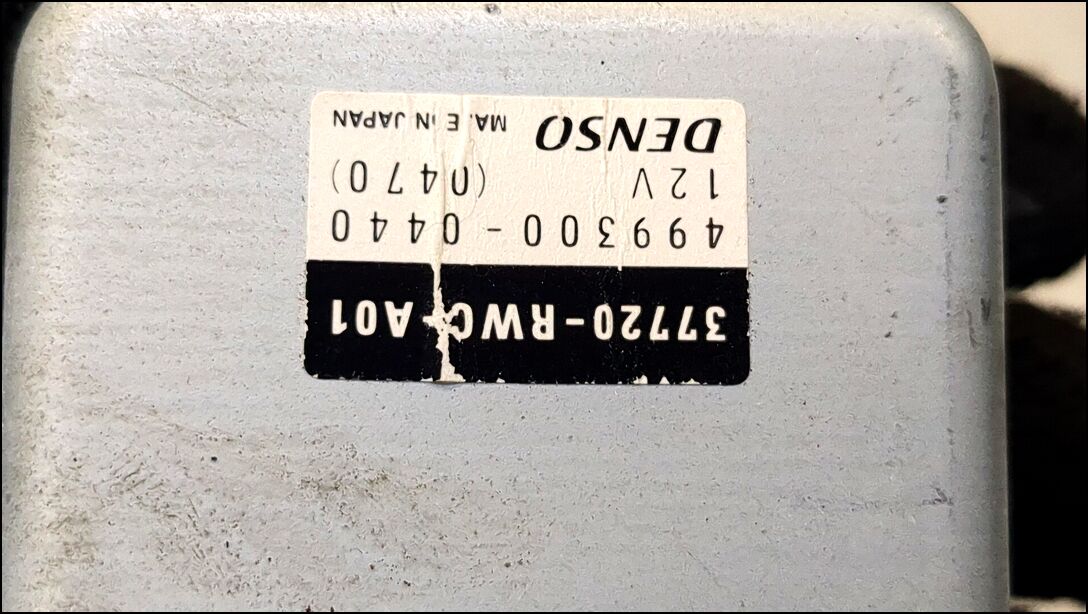 37720-RWC-A01
499300-0440
12V (0470)
DENSO MADE IN JAPAN